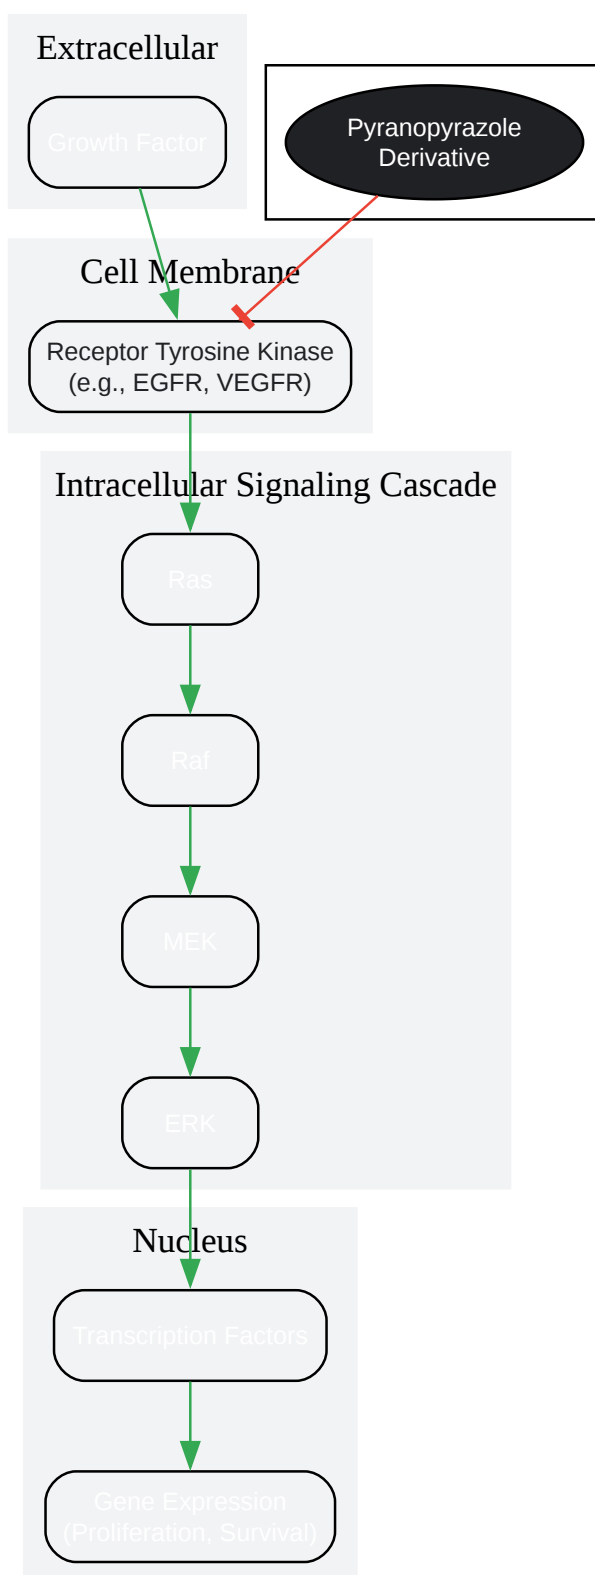 Extracellular
Growth Factor
Pyranopyrazole
Derivative
Cell Membrane
Receptor Tyrosine Kinase
(e.g., EGFR, VEGFR)
Intracellular Signaling Cascade
Ras
Raf
MEK
ERK
Nucleus
Transcription Factors
Gene Expression
(Proliferation, Survival)